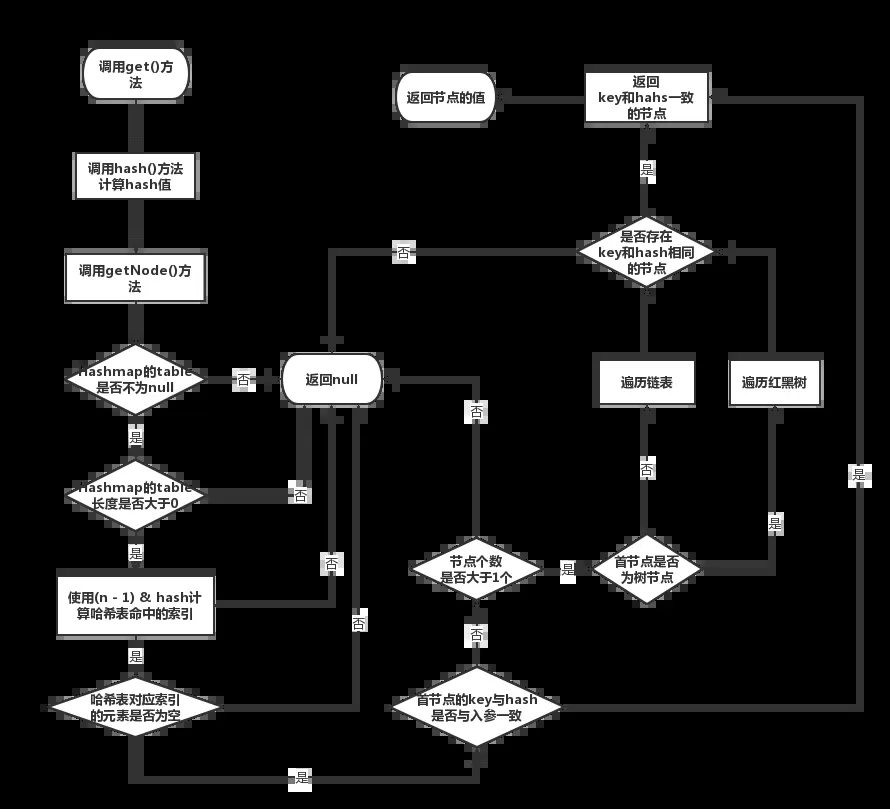 调用get()方
法
调用hash()方法
计算hash值
调用getNode()方
法
Hashmap的table
是否不为null
否
是
Hashmap的table
长度是否大于0
否
是
使用(n - 1) & hash计
算哈希表命中的索引
否
是
哈希表对应索引
的元素是否为空
否
是
返回null
首节点的key与hash
是否与入参一致
否
是
节点个数
是否大于1个
否
是
首节点是否
为树节点
否
是
遍历链表
遍历红黑树
是否存在
key和hash相同
的节点
否
是
返回
key和hahs一致
的节点
返回节点的值